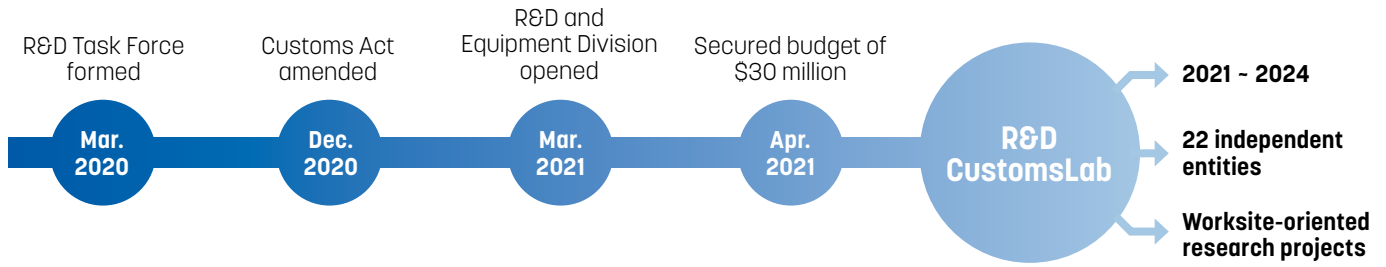 R&D Task Force
formed
Mar.
2020
Customs Act
amended
Dec.
2020
R&D and
Equipment Division
opened
Mar.
2021
Secured budget of
$30 million
Apr.
2021
R&D
CustomsLab
2021 ~ 2024
22 independent
entities
Worksite-oriented
research projects